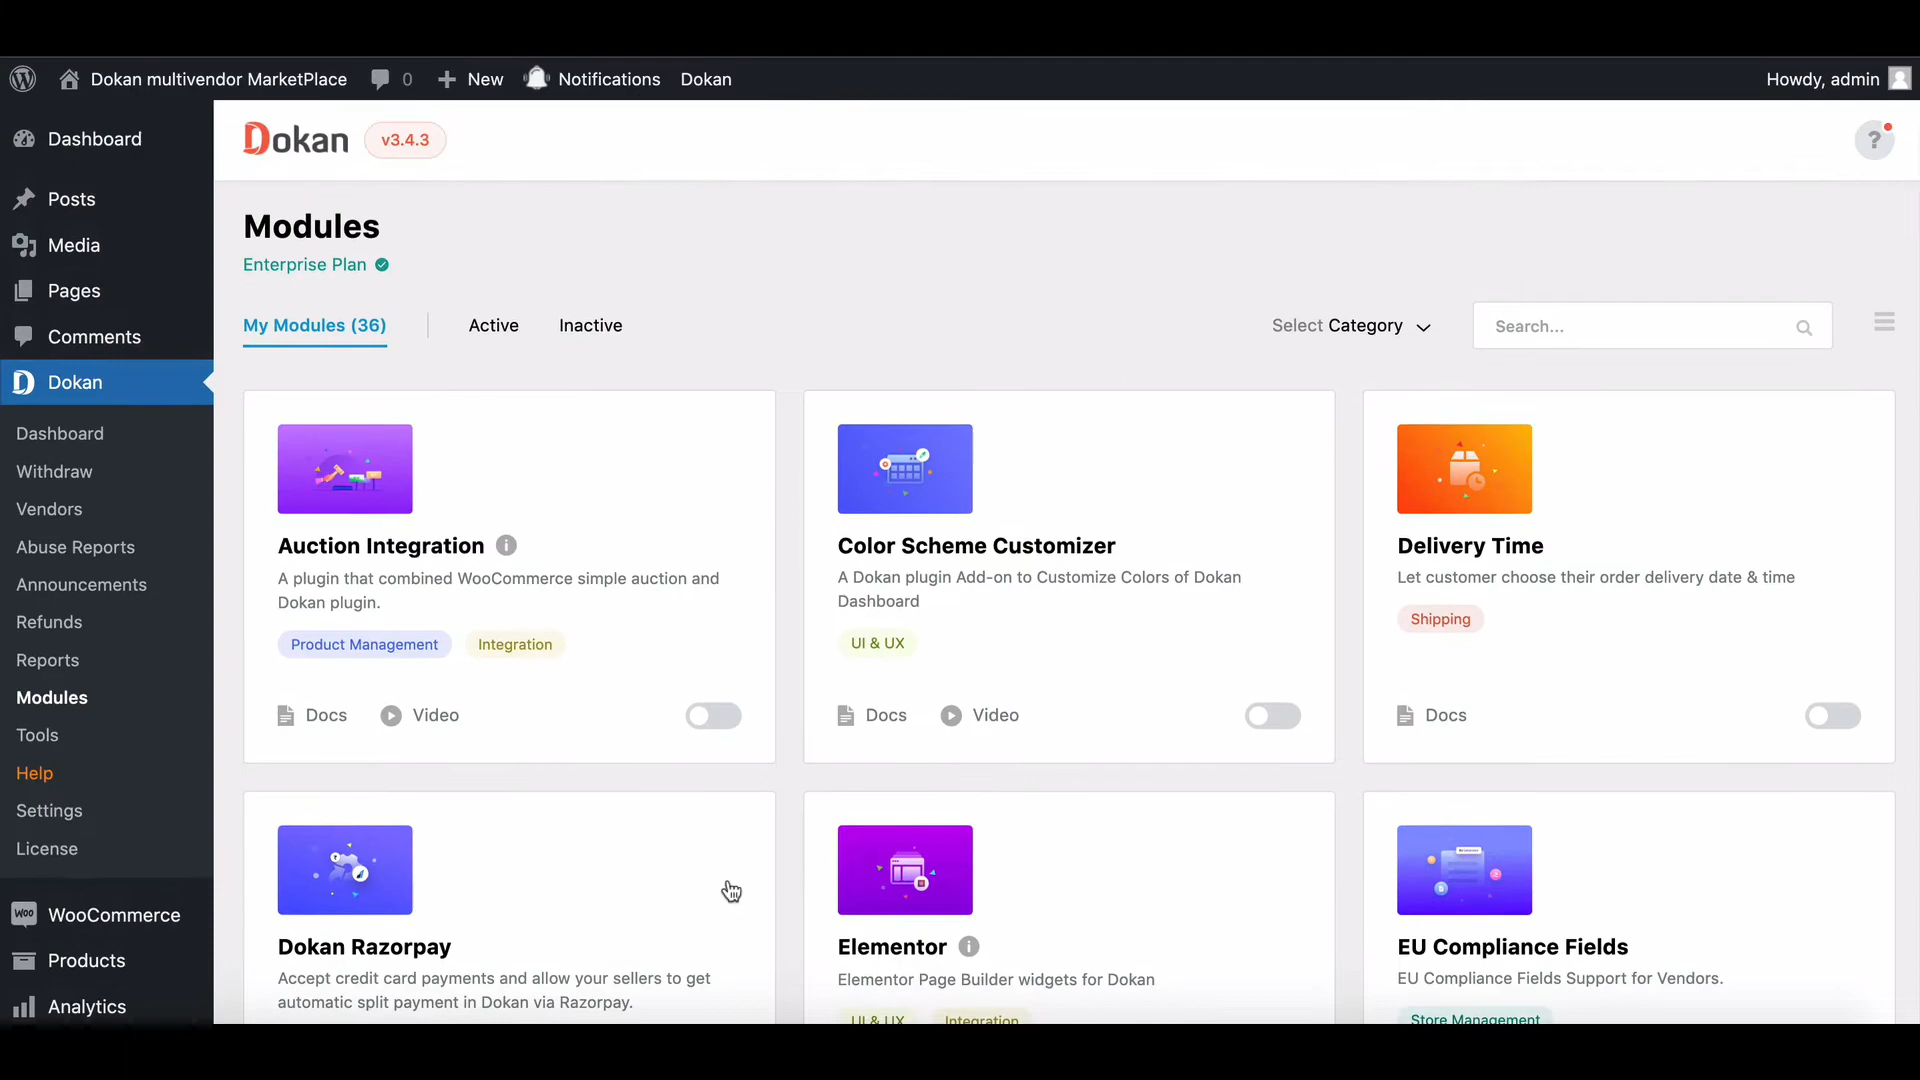 Dokan multivendor MarketPlace 0 New Notifications Dokan Howdy, admin
Dashboard
Posts
Media
Pages
Comments
Dokan
Dashboard
Withdraw
Vendors
Abuse Reports
Announcements
Refunds
Reports
Modules
Tools
Help
Settings
License
WooCommerce
Products
Analytics
Dokan v3.4.3 ?
Modules
Enterprise Plan
My Modules (36) Active Inactive Select Category Search...
Auction Integration
A plugin that combined WooCommerce simple auction and
Dokan plugin.
Product Management Integration
Docs Video
Color Scheme Customizer
A Dokan plugin Add-on to Customize Colors of Dokan
Dashboard
UI & UX
Docs Video
Delivery Time
Let customer choose their order delivery date & time
Shipping
Docs
Dokan Razorpay
Accept credit card payments and allow your sellers to get
automatic split payment in Dokan via Razorpay.
Elementor
Elementor Page Builder widgets for Dokan
UI & UX Integration
EU Compliance Fields
EU Compliance Fields Support for Vendors.
Store Management